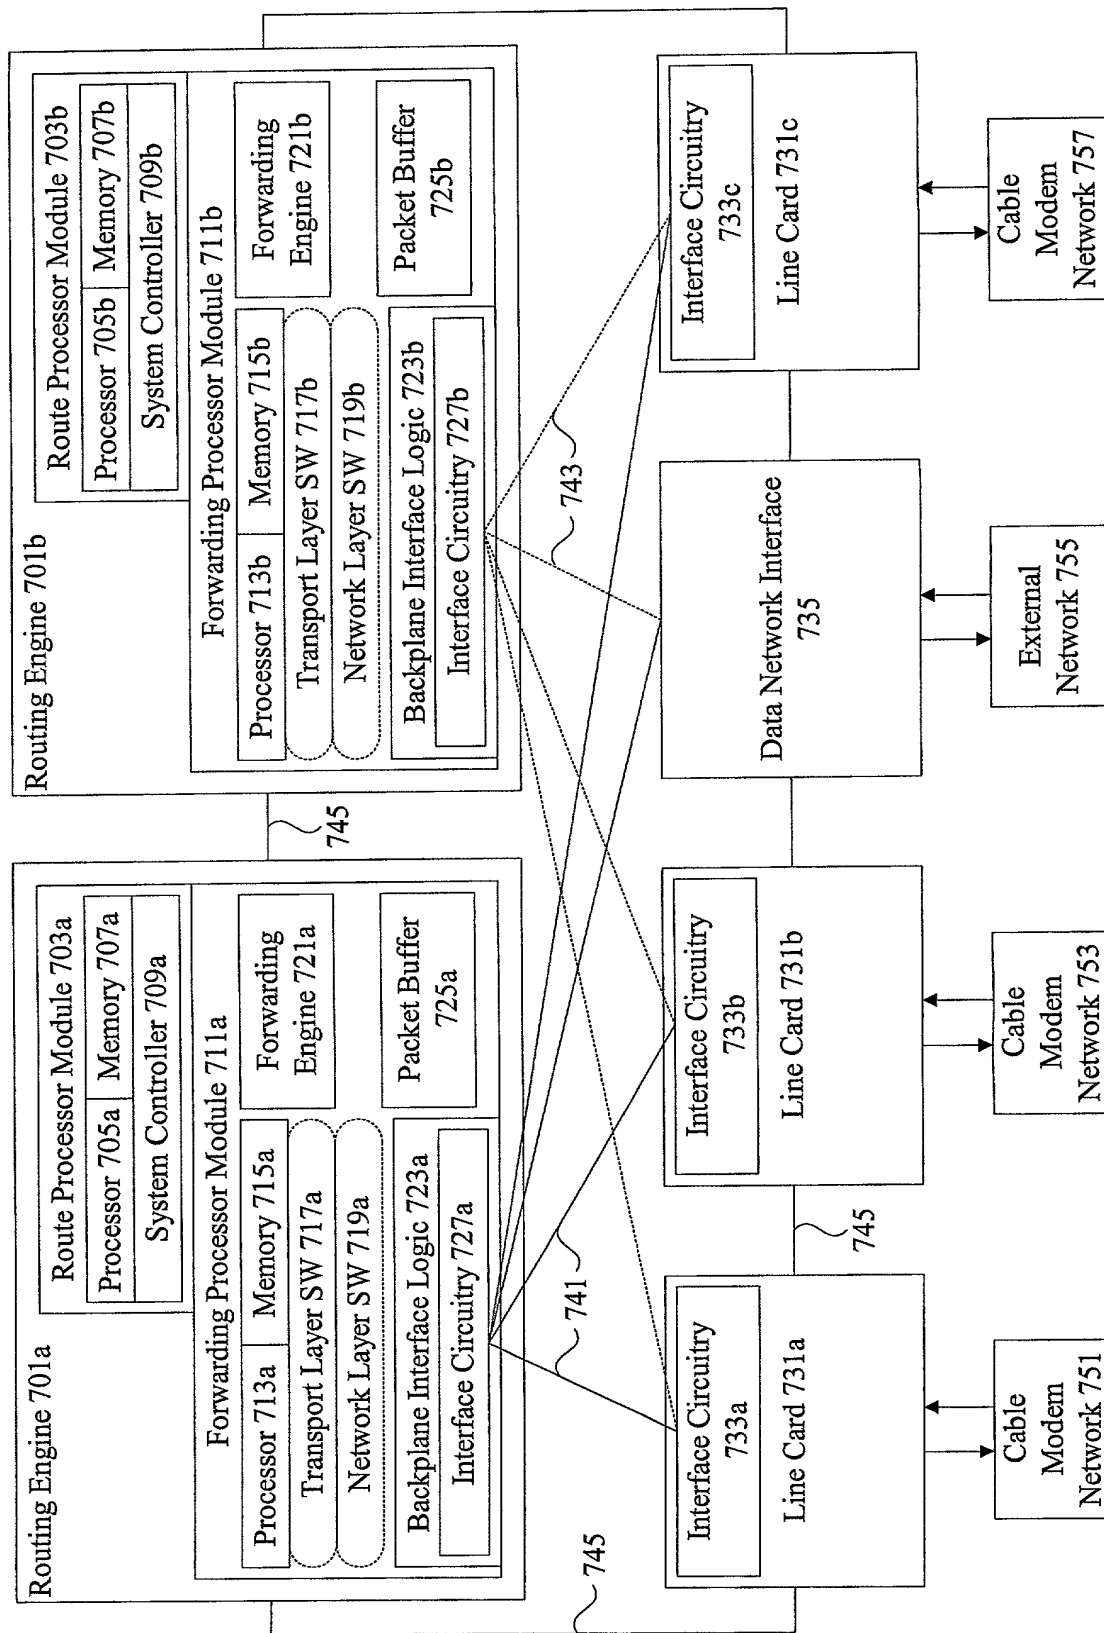 Routing Engine 701a
Route Processor Module 703a
Processor 705a
Memory 707a
System Controller 709a
Forwarding Processor Module 711a
Processor 713a
Memory 715a
Transport Layer SW 717a
Network Layer SW 719a
Forwarding
Engine 721a
Backplane Interface Logic 723a
Interface Circuitry 727a
Packet Buffer
725a
745
Routing Engine 701b
Route Processor Module 703b
Processor 705b
Memory 707b
System Controller 709b
Forwarding Processor Module 711b
Processor 713b
Memory 715b
Transport Layer SW 717b
Network Layer SW 719b
Forwarding
Engine 721b
Backplane Interface Logic 723b
Interface Circuitry 727b
Packet Buffer
725b
745
741
743
Interface Circuitry
733a
Line Card 731a
745
Interface Circuitry
733b
Line Card 731b
Data Network Interface
735
Interface Circuitry
733c
Line Card 731c
Cable
Modem
Network 751
Cable
Modem
Network 753
External
Network 755
Cable
Modem
Network 757